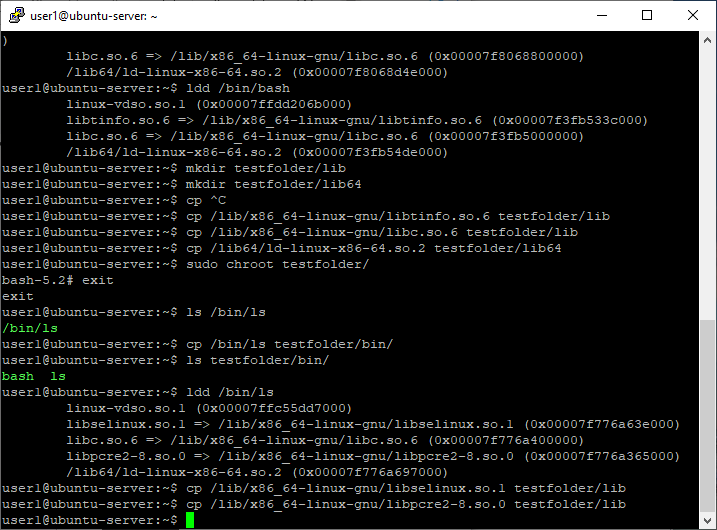 user1@ubuntu-server: ~
)
        libc.so.6 => /lib/x86_64-linux-gnu/libc.so.6 (0x00007f8068800000)
        /lib64/ld-linux-x86-64.so.2 (0x00007f8068d4e000)
user1@ubuntu-server:~$ ldd /bin/bash
        linux-vdso.so.1 (0x00007ffdd206b000)
        libtinfo.so.6 => /lib/x86_64-linux-gnu/libtinfo.so.6 (0x00007f3fb533c000)
        libc.so.6 => /lib/x86_64-linux-gnu/libc.so.6 (0x00007f3fb5000000)
        /lib64/ld-linux-x86-64.so.2 (0x00007f3fb54de000)
user1@ubuntu-server:~$ mkdir testfolder/lib
user1@ubuntu-server:~$ mkdir testfolder/lib64
user1@ubuntu-server:~$ cp ^C
user1@ubuntu-server:~$ cp /lib/x86_64-linux-gnu/libtinfo.so.6 testfolder/lib
user1@ubuntu-server:~$ cp /lib/x86_64-linux-gnu/libc.so.6 testfolder/lib
user1@ubuntu-server:~$ cp /lib64/ld-linux-x86-64.so.2 testfolder/lib64
user1@ubuntu-server:~$ sudo chroot testfolder/
bash-5.2# exit
exit
user1@ubuntu-server:~$ ls /bin/ls
/bin/ls
user1@ubuntu-server:~$ cp /bin/ls testfolder/bin/
user1@ubuntu-server:~$ ls testfolder/bin/
bash  ls
user1@ubuntu-server:~$ ldd /bin/ls
        linux-vdso.so.1 (0x00007ffc55dd7000)
        libselinux.so.1 => /lib/x86_64-linux-gnu/libselinux.so.1 (0x00007f776a63e000)
        libc.so.6 => /lib/x86_64-linux-gnu/libc.so.6 (0x00007f776a400000)
        libpcre2-8.so.0 => /lib/x86_64-linux-gnu/libpcre2-8.so.0 (0x00007f776a365000)
        /lib64/ld-linux-x86-64.so.2 (0x00007f776a697000)
user1@ubuntu-server:~$ cp /lib/x86_64-linux-gnu/libselinux.so.1 testfolder/lib
user1@ubuntu-server:~$ cp /lib/x86_64-linux-gnu/libpcre2-8.so.0 testfolder/lib
user1@ubuntu-server:~$